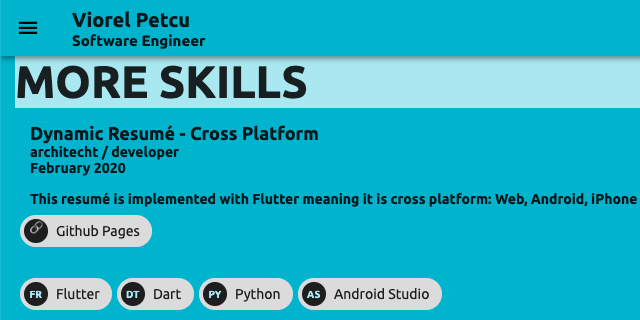 Viorel Petcu
Software Engineer
MORE SKILLS
Dynamic Resumé - Cross Platform
architecht / developer
February 2020
This resumé is implemented with Flutter meaning it is cross platform: Web, Android, iPhone
Github Pages
FR Flutter DT Dart PY Python AS Android Studio